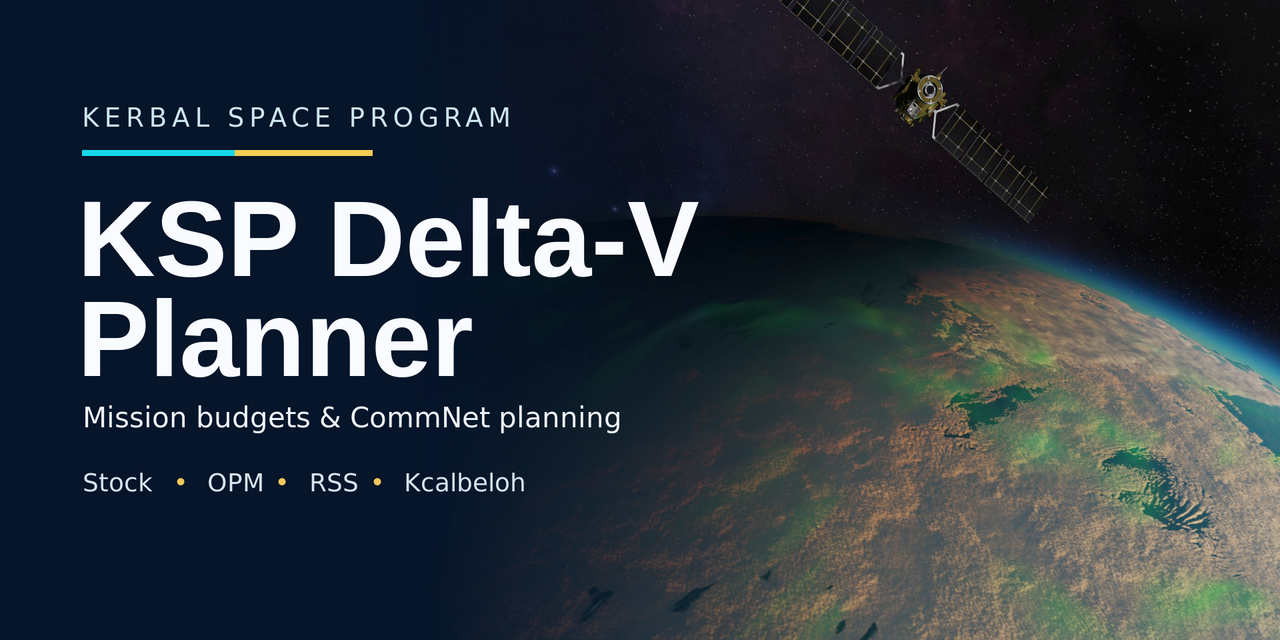 KERBAL SPACE PROGRAM
KSP Delta-V
Planner
Mission budgets & CommNet planning
Stock • OPM • RSS • Kcalbeloh